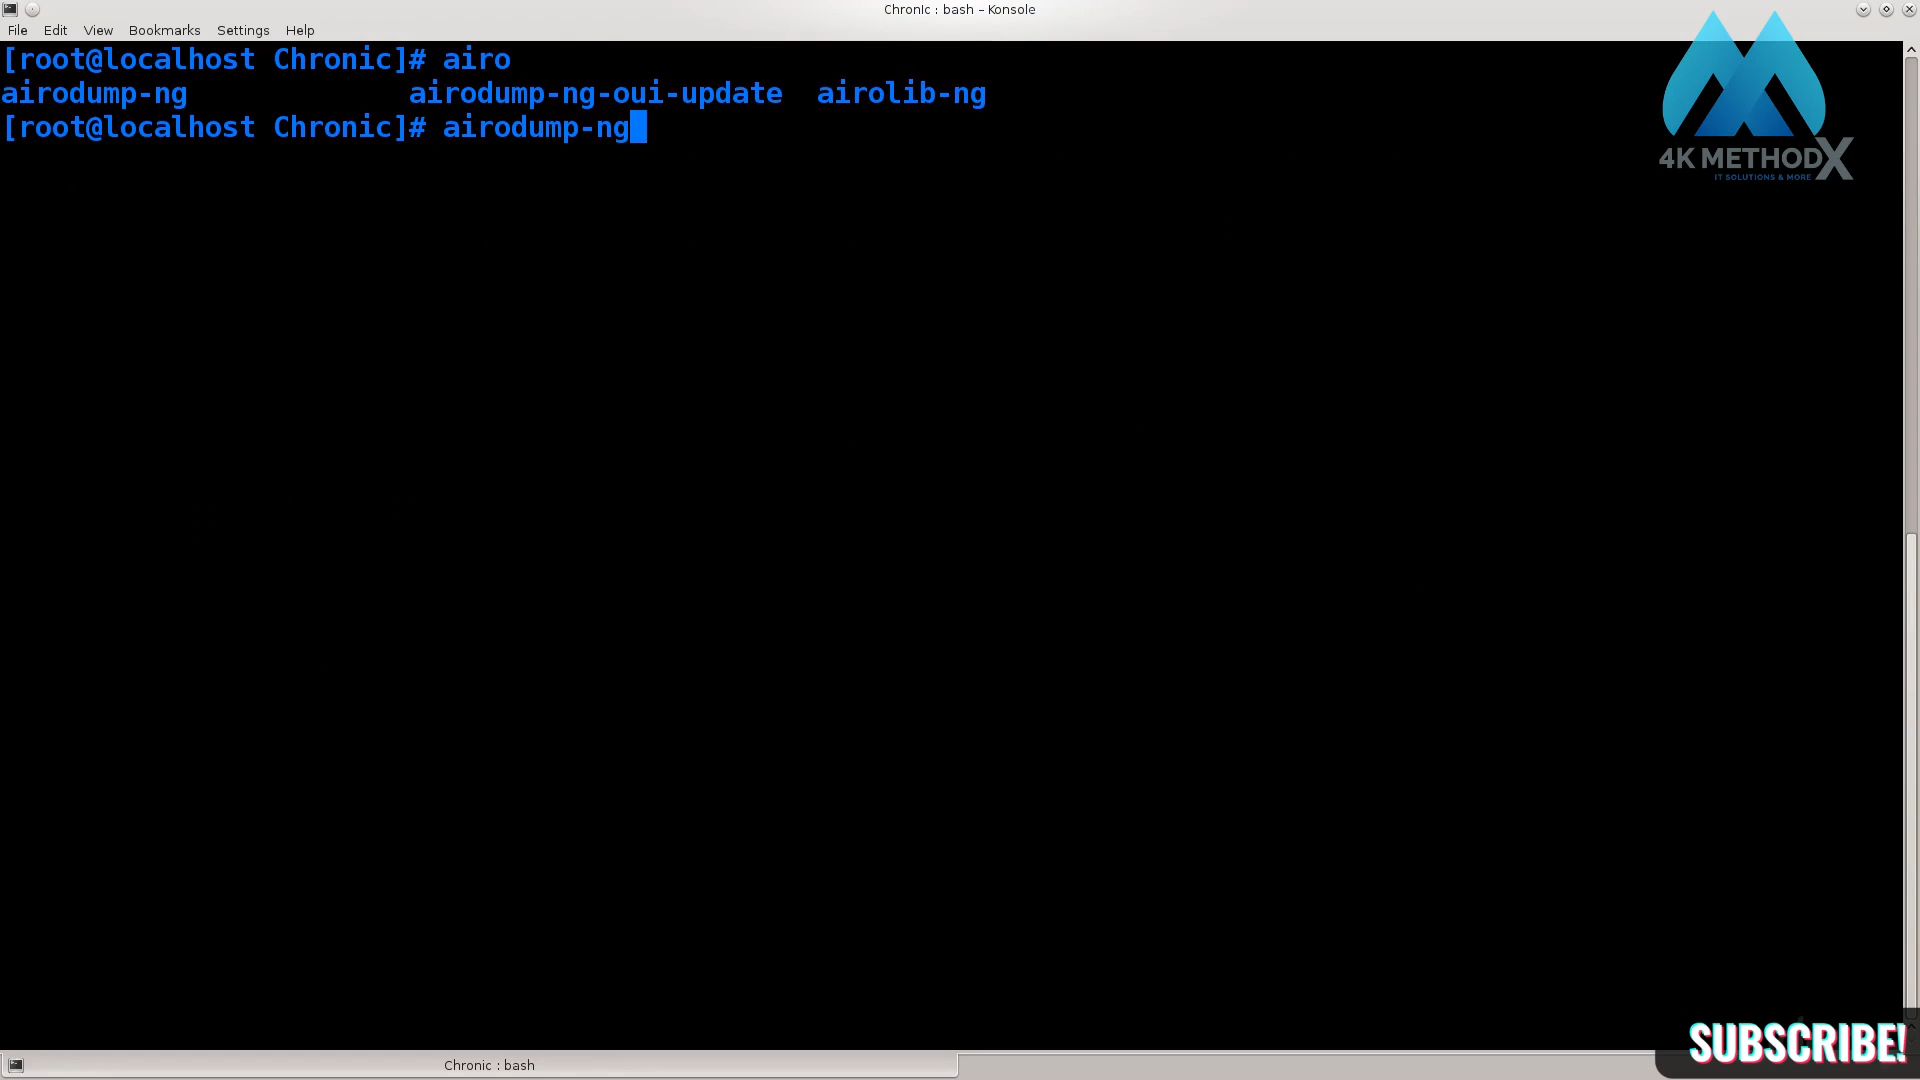 Chronic : bash – Konsole
File Edit View Bookmarks Settings Help
[root@localhost Chronic]# airo
airodump-ng airodump-ng-oui-update airolib-ng
[root@localhost Chronic]# airodump-ng
4K METHODX
IT SOLUTIONS & MORE
SUBSCRIBE!
Chronic : bash